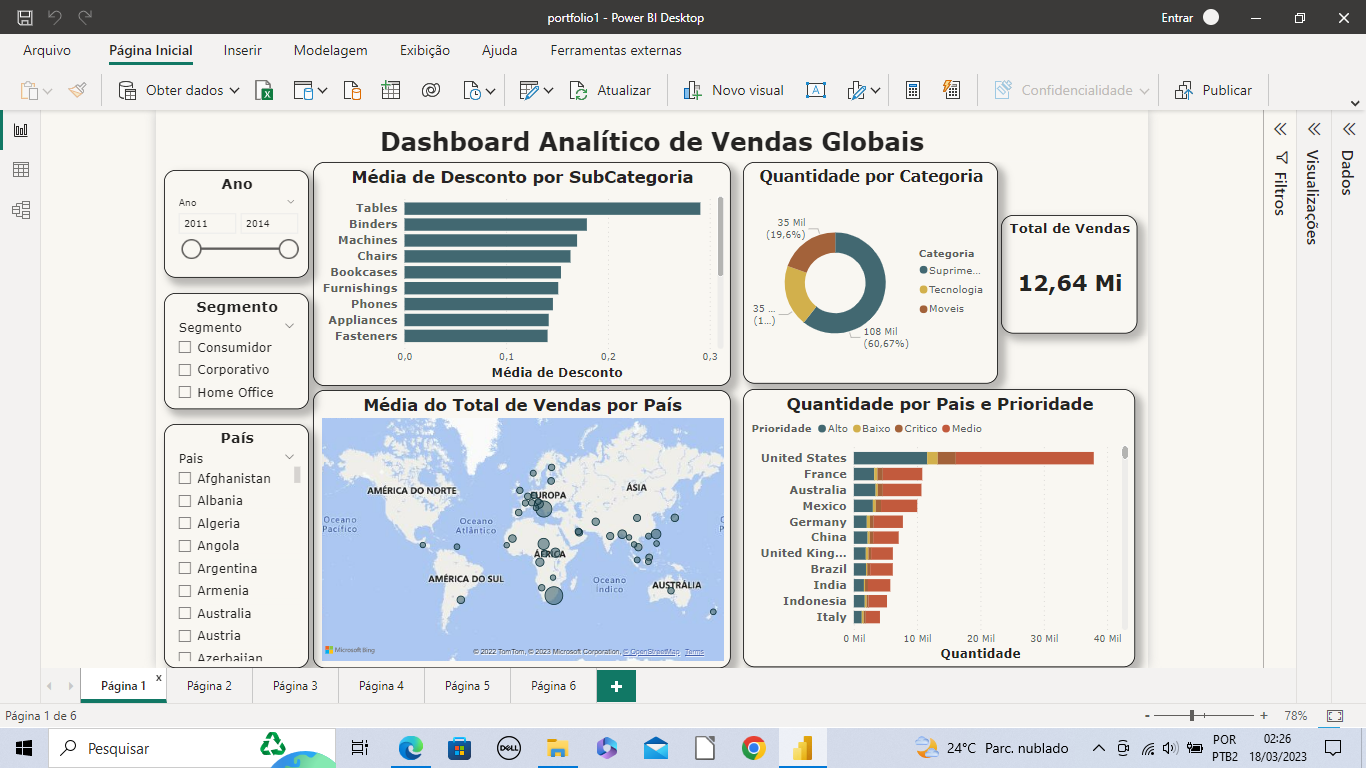 portfolio1 - Power BI Desktop
Entrar
Arquivo
Página Inicial
Inserir
Modelagem
Exibição
Ajuda
Ferramentas externas
Obter dados
Atualizar
Novo visual
Confidencialidade
Publicar
Dashboard Analítico de Vendas Globais
Ano
Ano
2011
2014
Segmento
Segmento
Consumidor
Corporativo
Home Office
País
Pais
Afghanistan
Albania
Algeria
Angola
Argentina
Armenia
Australia
Austria
Azerbaijan
Média de Desconto por SubCategoria
Tables
Binders
Machines
Chairs
Bookcases
Furnishings
Phones
Appliances
Fasteners
0,0
0,1
0,2
0,3
Média de Desconto
Quantidade por Categoria
35 Mil
(19,6%)
35 ...
(1...)
108 Mil
(60,67%)
Categoria
Suprime...
Tecnologia
Moveis
Total de Vendas
12,64 Mi
Média do Total de Vendas por País
AMÉRICA DO NORTE
EUROPA
ÁSIA
Oceano
Pacífico
Oceano
Atlântico
ÁFRICA
AMÉRICA DO SUL
Oceano
Índico
AUSTRÁLIA
Microsoft Bing
© 2022 TomTom, © 2023 Microsoft Corporation, © OpenStreetMap
Terms
Quantidade por Pais e Prioridade
Prioridade
Alto
Baixo
Critico
Medio
United States
France
Australia
Mexico
Germany
China
United King...
Brazil
India
Indonesia
Italy
0 Mil
10 Mil
20 Mil
30 Mil
40 Mil
Quantidade
Filtros
Visualizações
Dados
Página 1
x
Página 2
Página 3
Página 4
Página 5
Página 6
+
Página 1 de 6
- +
78%
Pesquisar
DELL
24°C Parc. nublado
POR
PTB2
02:26
18/03/2023